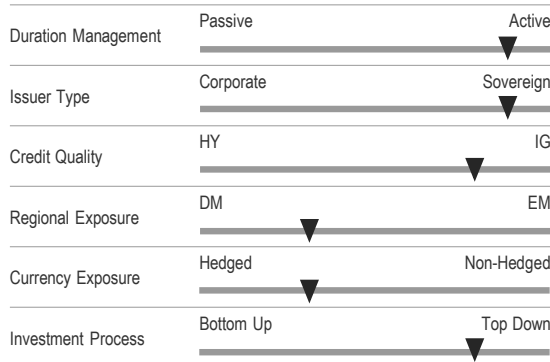 Passive Active
Duration Management
Corporate Sovereign
Issuer Type
HY IG
Credit Quality
DM EM
Regional Exposure
Hedged Non-Hedged
Currency Exposure
Bottom Up Top Down
Investment Process